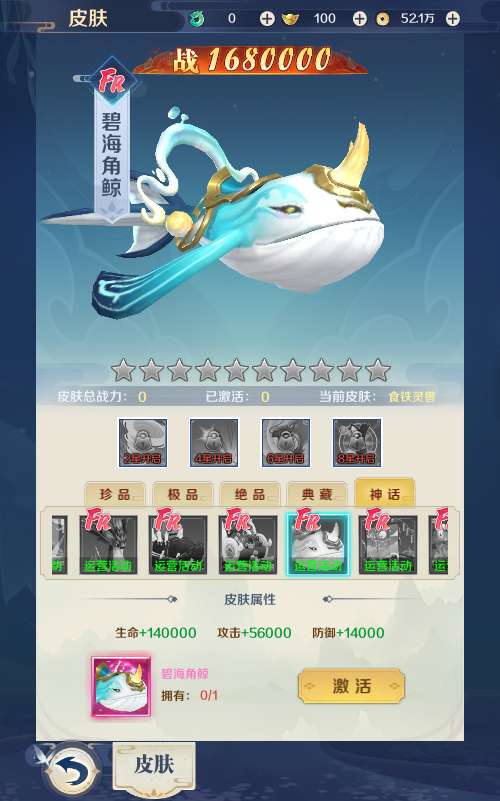 皮肤
0
100
52.1万
战 1680000
FR
碧海角鲸
皮肤总战力： 0 已激活： 0 当前皮肤： 食铁灵兽
2星开启 4星开启 6星开启 8星开启
珍品 极品 绝品 典藏 神话
FR FR FR FR FR
运营活动 运营活动 运营活动 运营活动 运营活动
皮肤属性
生命+140000 攻击+56000 防御+14000
碧海角鲸
拥有： 0/1
激活
皮肤